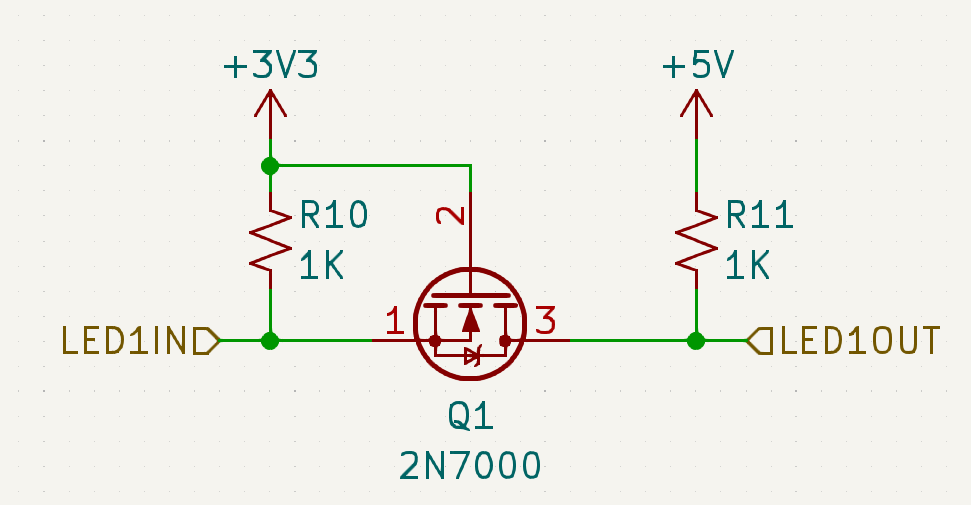 +3V3
+5V
2
R10
1K
R11
1K
LED1IN
1
3
LED1OUT
Q1
2N7000